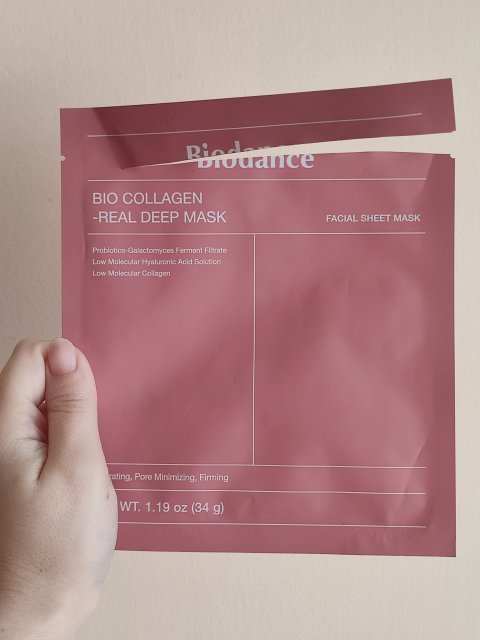 Biodance
BIO COLLAGEN
-REAL DEEP MASK
FACIAL SHEET MASK
Probiotics-Galactomyces Ferment Filtrate
Low Molecular Hyaluronic Acid Solution
Low Molecular Collagen
Pore Minimizing, Firming
WT. 1.19 oz (34 g)